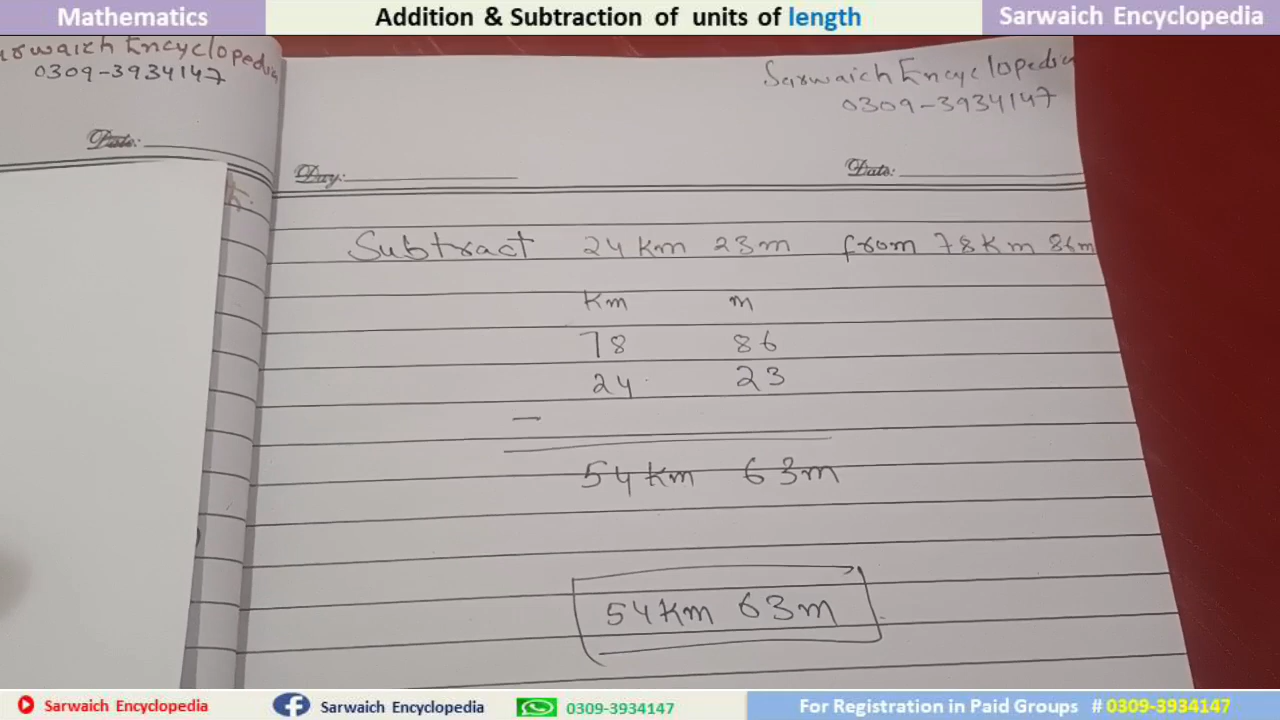 Mathematics
Addition & Subtraction of units of length
Sarwaich Encyclopedia
rwaich Encyclopedia
0309-3934147
Date:
Sarwaich Encyclopedia
0309-3934147
Day:
Date:
Subtract 24 km 23 m from 78 Km 86 m
Km m
78 86
24 23
—
54 km 63 m
54 Km 63 m
Sarwaich Encyclopedia
Sarwaich Encyclopedia
0309-3934147
For Registration in Paid Groups # 0309-3934147